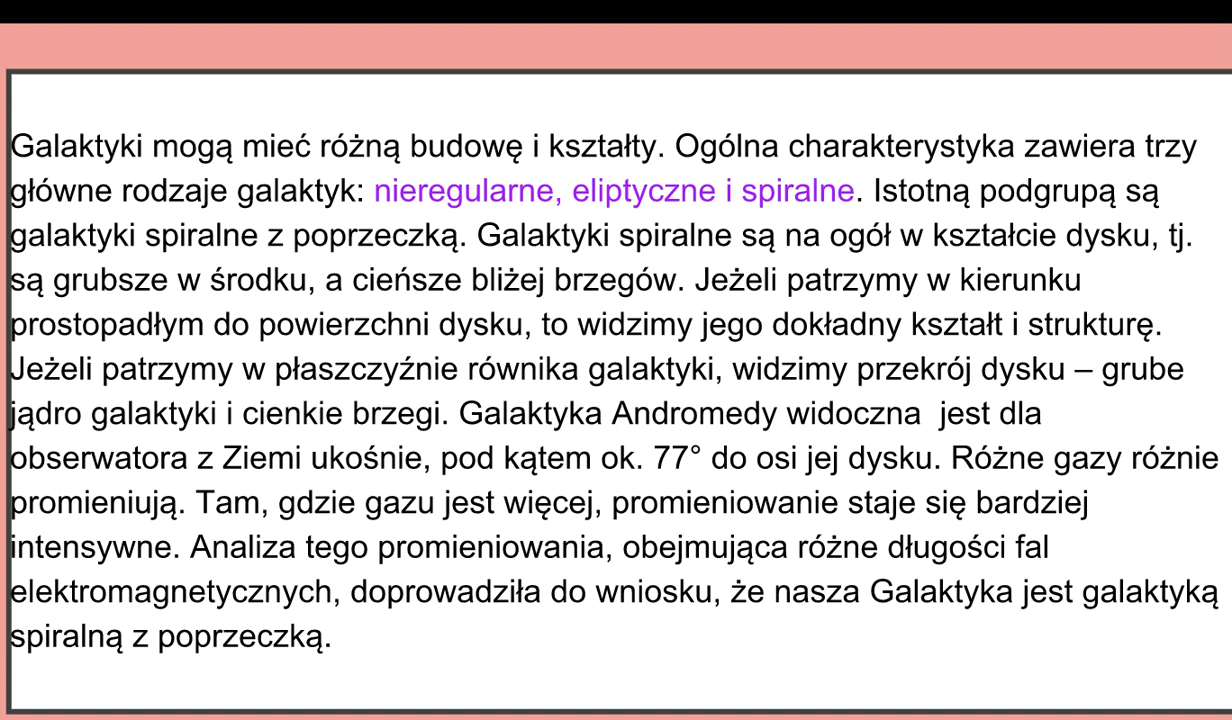 Galaktyki mogą mieć różną budowę i kształty. Ogólna charakterystyka zawiera trzy
główne rodzaje galaktyk: nieregularne, eliptyczne i spiralne. Istotną podgrupą są
galaktyki spiralne z poprzeczką. Galaktyki spiralne są na ogół w kształcie dysku, tj.
są grubsze w środku, a cieńsze bliżej brzegów. Jeżeli patrzymy w kierunku
prostopadłym do powierzchni dysku, to widzimy jego dokładny kształt i strukturę.
Jeżeli patrzymy w płaszczyźnie równika galaktyki, widzimy przekrój dysku – grube
jądro galaktyki i cienkie brzegi. Galaktyka Andromedy widoczna  jest dla
obserwatora z Ziemi ukośnie, pod kątem ok. 77° do osi jej dysku. Różne gazy różnie
promieniują. Tam, gdzie gazu jest więcej, promieniowanie staje się bardziej
intensywne. Analiza tego promieniowania, obejmująca różne długości fal
elektromagnetycznych, doprowadziła do wniosku, że nasza Galaktyka jest galaktyką
spiralną z poprzeczką.